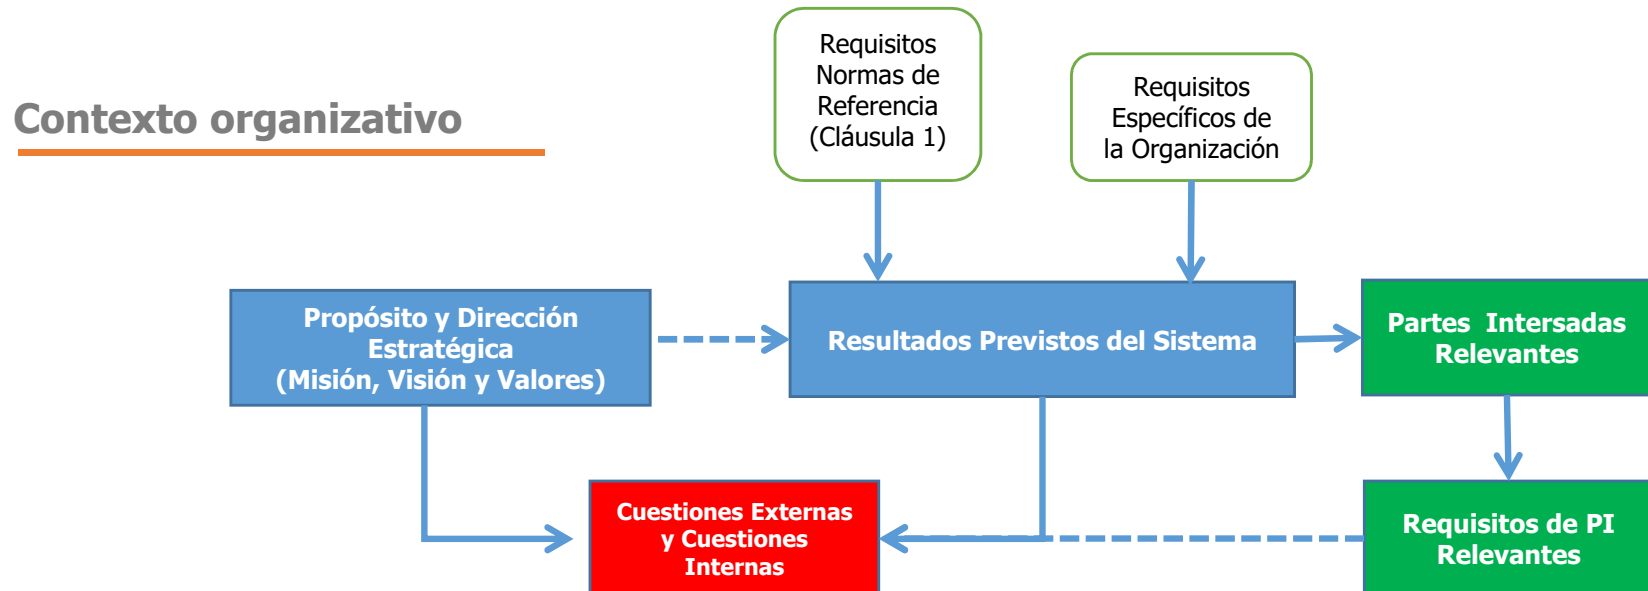 Contexto organizativo
Requisitos
Normas de
Referencia
(Cláusula 1)
Requisitos
Específicos de
la Organización
Propósito y Dirección
Estratégica
(Misión, Visión y Valores)
Resultados Previstos del Sistema
Partes Intersadas
Relevantes
Cuestiones Externas
y Cuestiones
Internas
Requisitos de PI
Relevantes